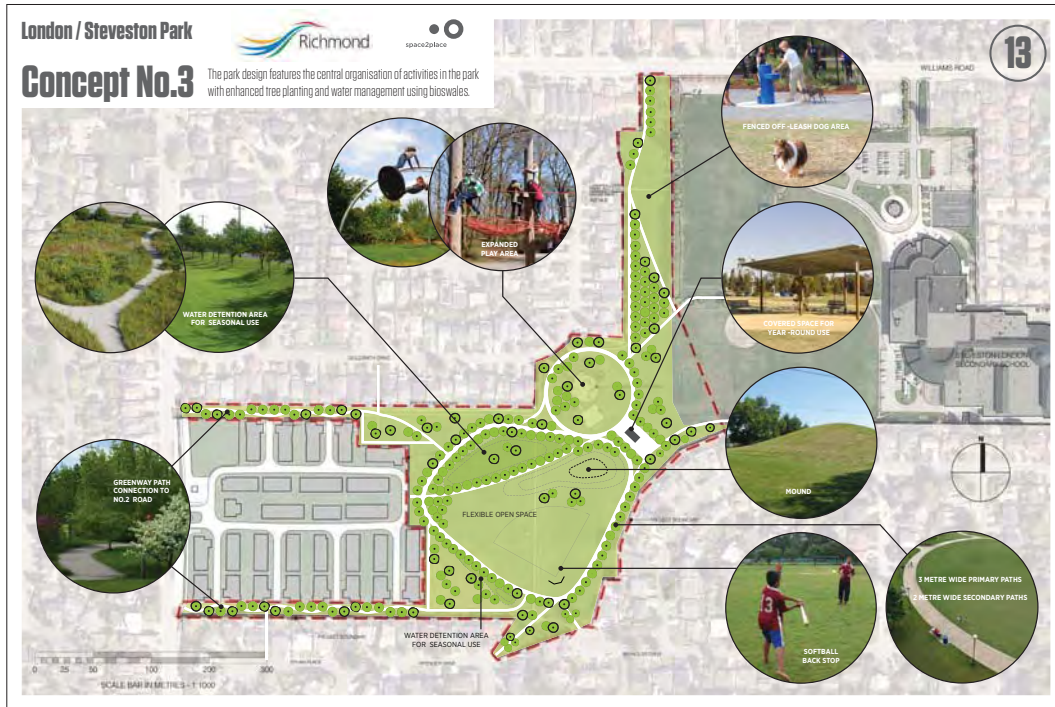 London / Steveston Park
Richmond
space2place
Concept No.3
The park design features the central organisation of activities in the park
with enhanced tree planting and water management using bioswales.
13
WILLIAMS ROAD
FENCED OFF -LEASH DOG AREA
EXPANDED
PLAY AREA
WATER DETENTION AREA
FOR SEASONAL USE
COVERED SPACE FOR
YEAR -ROUND USE
STEVESTON LONDON
SECONDARY SCHOOL
GREENWAY PATH
CONNECTION TO
NO.2 ROAD
MOUND
N
FLEXIBLE OPEN SPACE
PROJECT BOUNDARY
3 METRE WIDE PRIMARY PATHS
2 METRE WIDE SECONDARY PATHS
3
SOFTBALL
BACK STOP
WATER DETENTION AREA
FOR SEASONAL USE
PROJECT BOUNDARY
0 25 50 100 200 300
SCALE BAR IN METRES - 1:1000